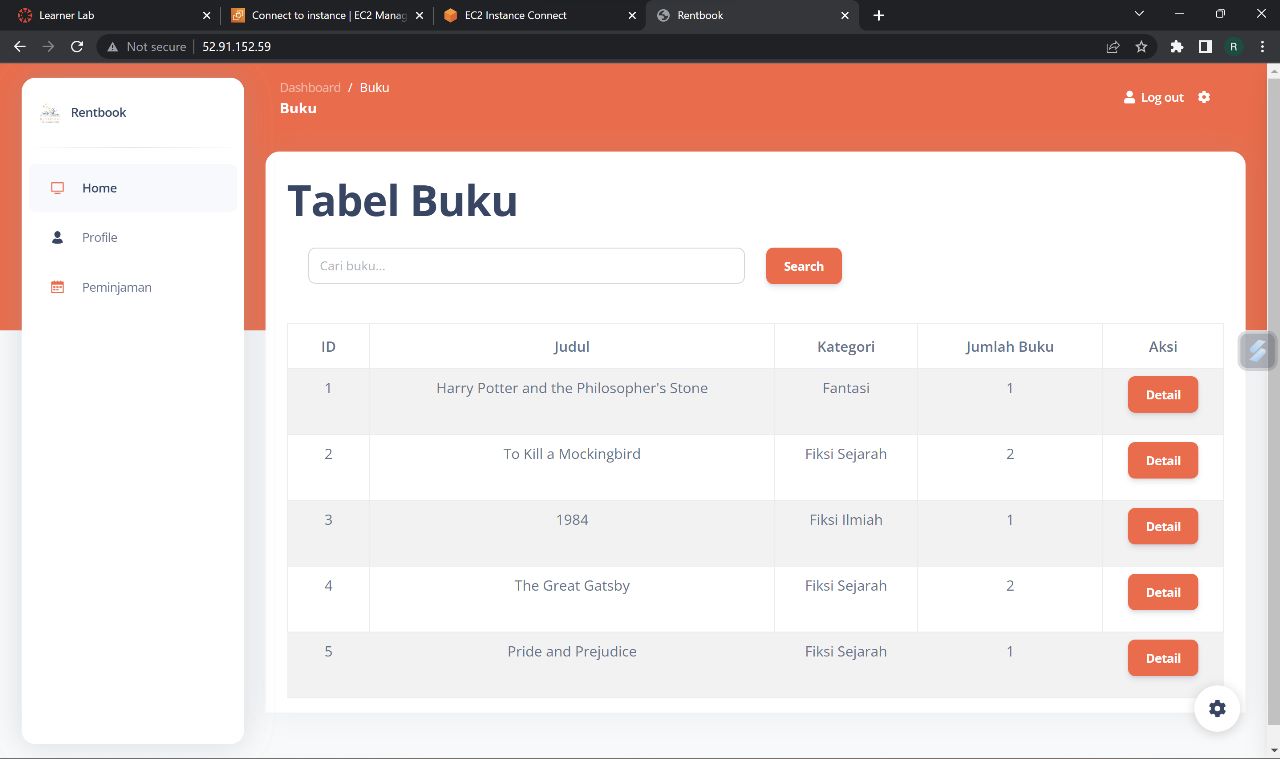 Learner Lab
Connect to instance | EC2 Manag
EC2 Instance Connect
Rentbook
Not secure
52.91.152.59
R
Rentbook
Home
Profile
Peminjaman
Dashboard / Buku
Buku
Log out
Tabel Buku
Cari buku...
Search
ID Judul Kategori Jumlah Buku Aksi
1 Harry Potter and the Philosopher's Stone Fantasi 1 Detail
2 To Kill a Mockingbird Fiksi Sejarah 2 Detail
3 1984 Fiksi Ilmiah 1 Detail
4 The Great Gatsby Fiksi Sejarah 2 Detail
5 Pride and Prejudice Fiksi Sejarah 1 Detail